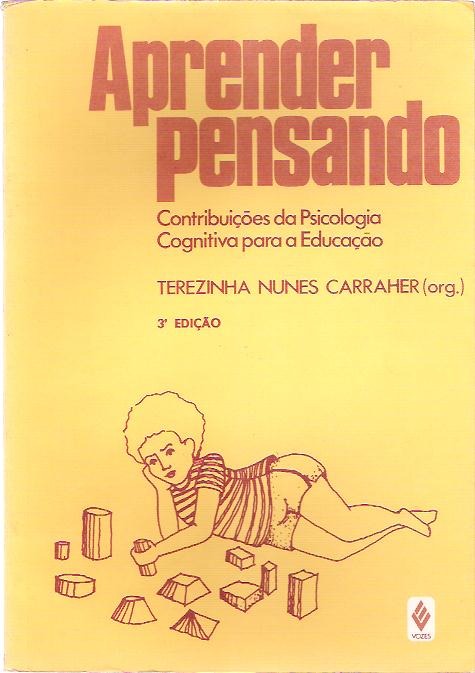 Aprender
pensando
Contribuições da Psicologia
Cognitiva para a Educação
TEREZINHA NUNES CARRAHER (org.)
3ª EDIÇÃO
VOZES